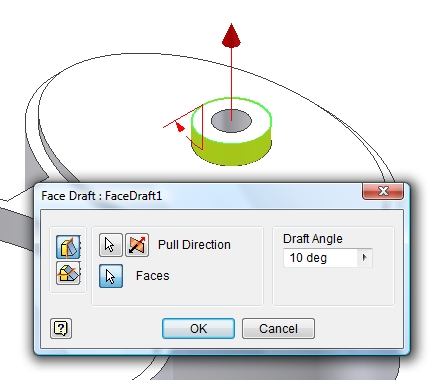 Face Draft : FaceDraft1
Pull Direction
Faces
Draft Angle
10 deg
?
OK
Cancel